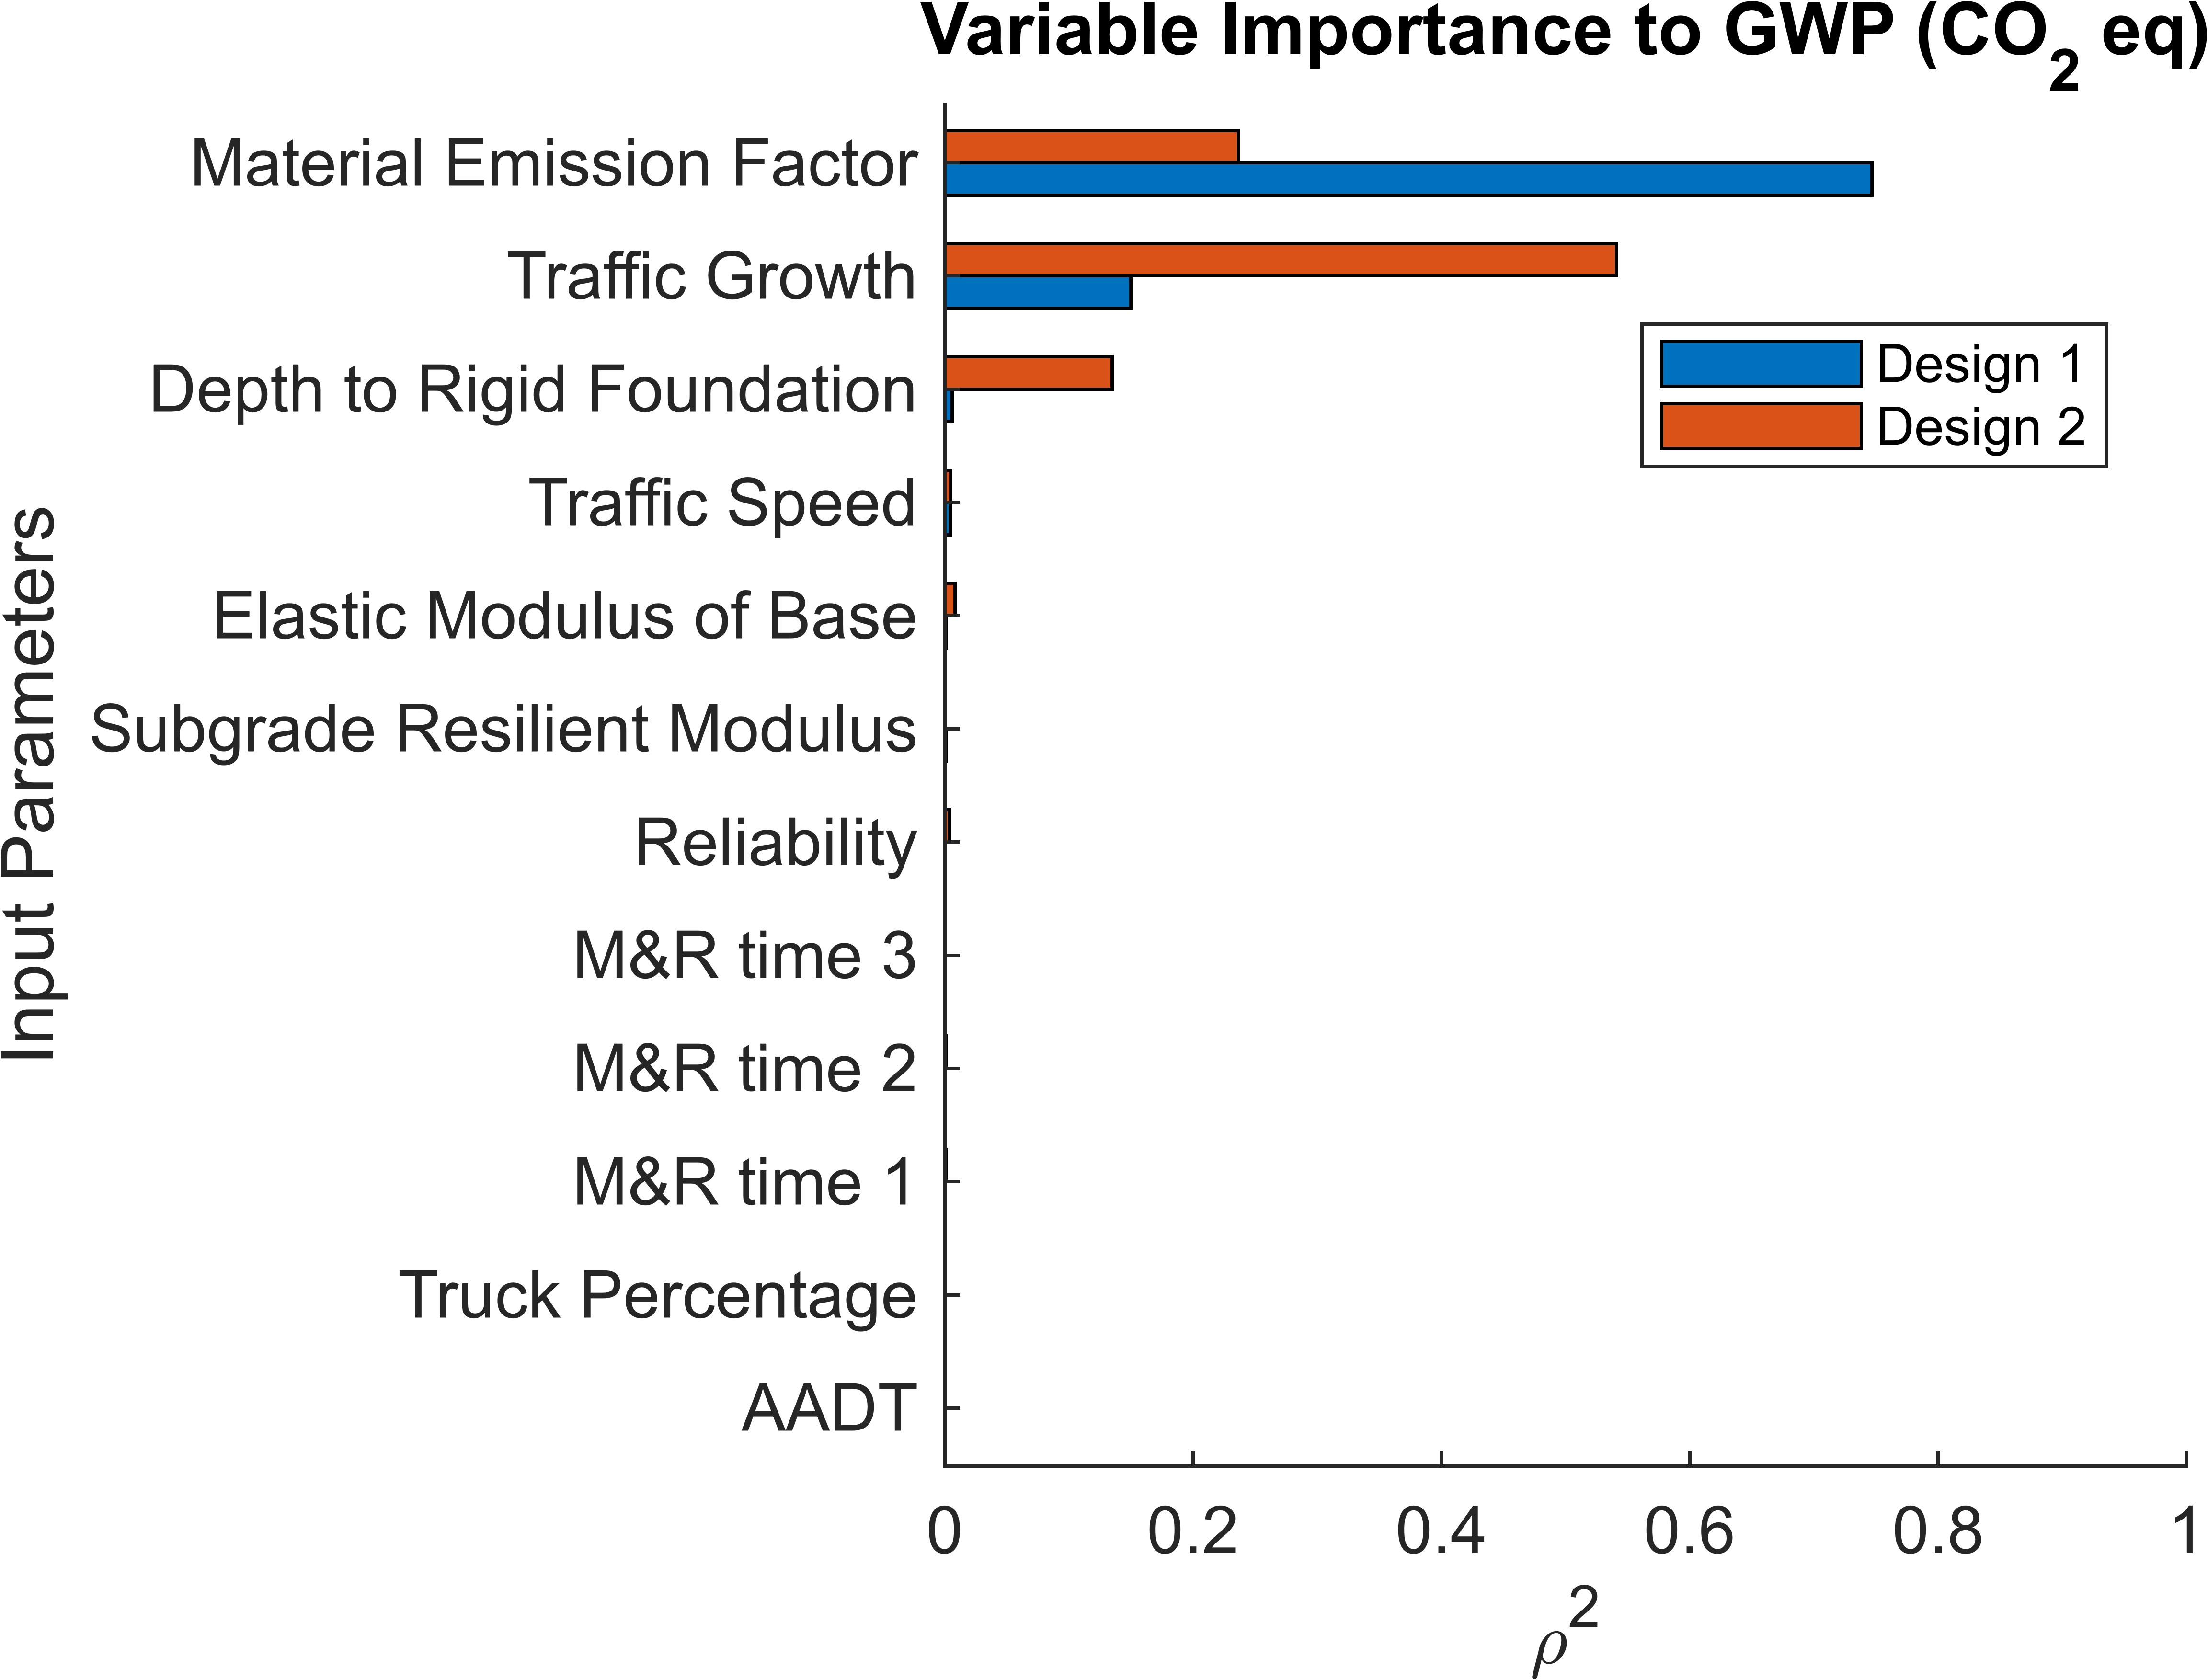 Variable Importance to GWP (CO₂ eq)
Material Emission Factor
Traffic Growth
Depth to Rigid Foundation
Traffic Speed
Elastic Modulus of Base
Subgrade Resilient Modulus
Reliability
M&R time 3
M&R time 2
M&R time 1
Truck Percentage
AADT
Input Parameters
Design 1
Design 2
0 0.2 0.4 0.6 0.8 1
ρ²